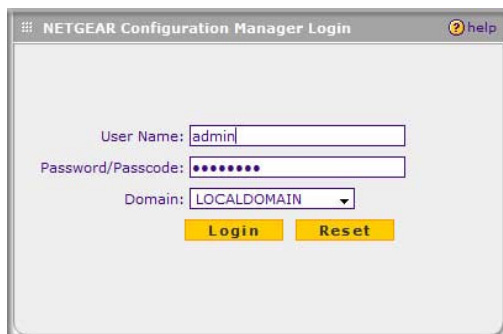 NETGEAR Configuration Manager Login
? help
User Name: admin
Password/Passcode: ••••••••
Domain: LOCALDOMAIN
Login Reset